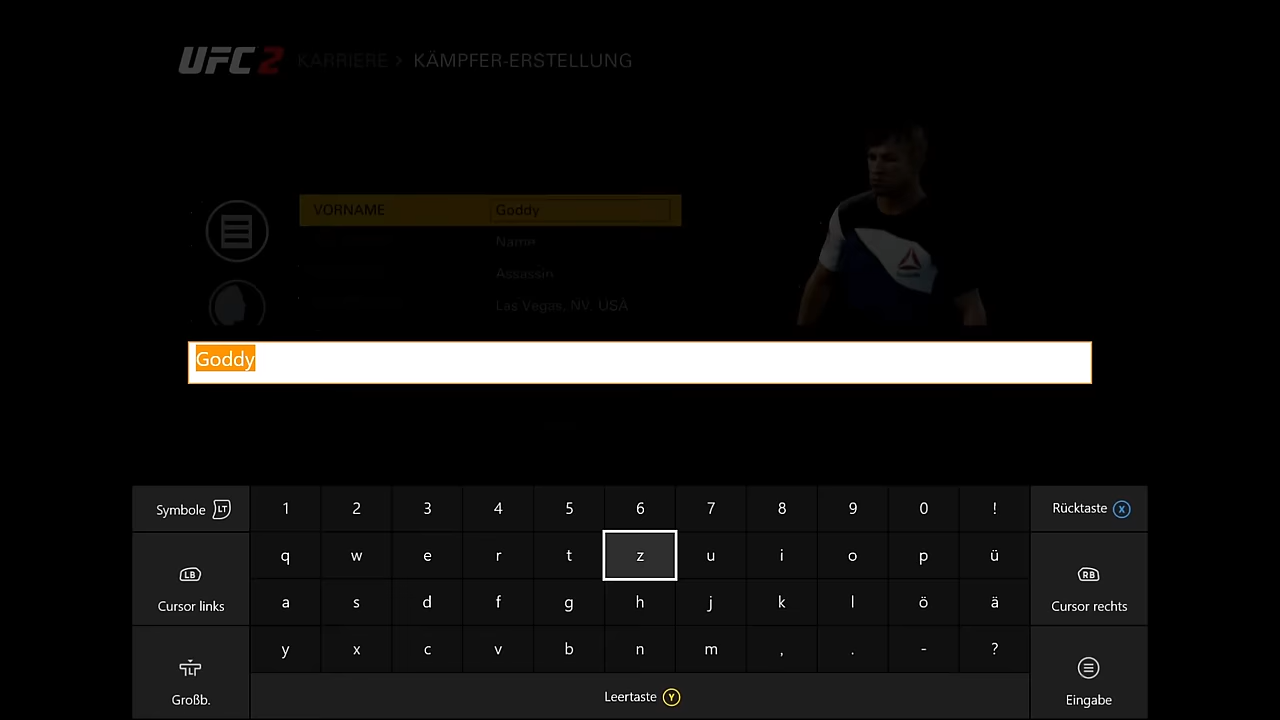 UFC 2 KARRIERE > KÄMPFER-ERSTELLUNG
VORNAME Goddy
Name
Assassin
Las Vegas, NV, USA
Goddy
Symbole LT 1 2 3 4 5 6 7 8 9 0 ! Rücktaste X
q w e r t z u i o p ü
LB RB
Cursor links a s d f g h j k l ö ä Cursor rechts
y x c v b n m , . - ?
Großb. Leertaste Y Eingabe